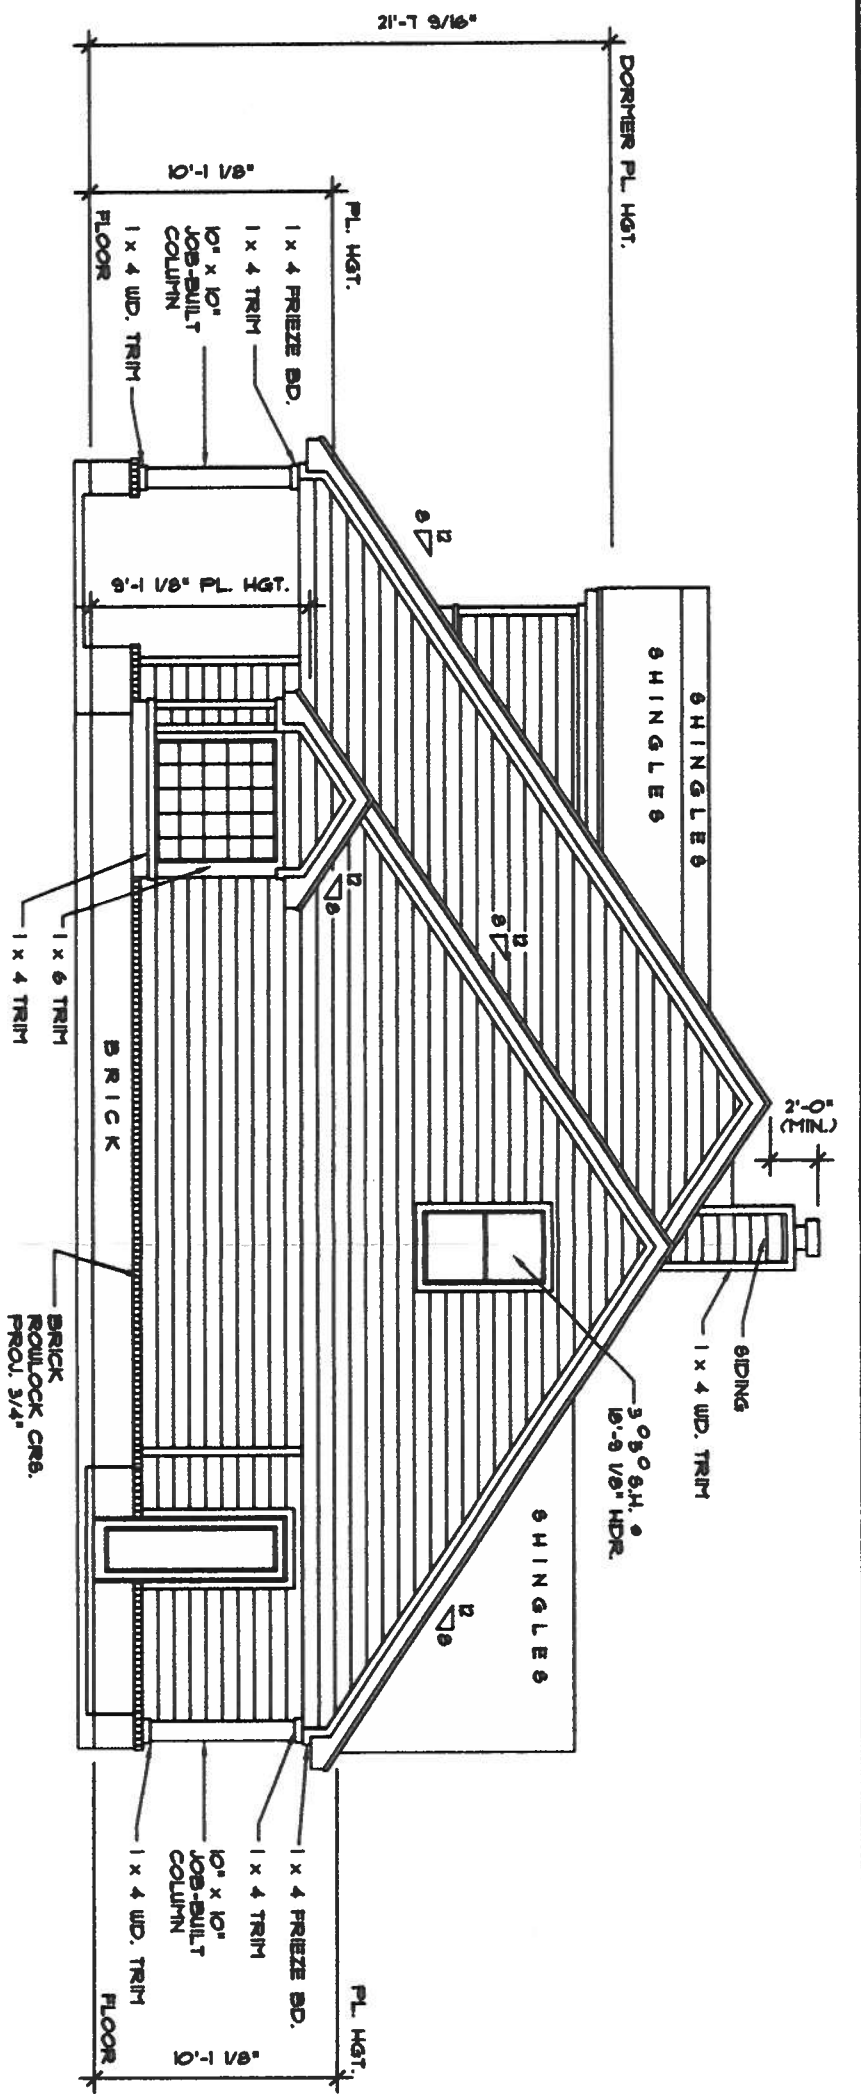 21'-7 9/16"
DORMER PL. HGT.
10'-1 1/8"
PL. HGT.
1 x 4 FRIEZE BD.
1 x 4 TRIM
10" x 10"
JOB-BUILT
COLUMN
1 x 4 WD. TRIM
FLOOR
12
8
9'-1 1/8" PL. HGT.
SHINGLES
SHINGLES
12
8
12
8
1 x 6 TRIM
1 x 4 TRIM
BRICK
2'-0"
(MIN.)
SIDING
1 x 4 WD. TRIM
BRICK
ROWLOCK CRS.
PROV. 3/4"
3⁰5⁰ S.H. @
18'-9 1/8" HDR.
SHINGLES
12
8
1 x 4 FRIEZE BD.
1 x 4 TRIM
10" x 10"
JOB-BUILT
COLUMN
1 x 4 WD. TRIM
PL. HGT.
10'-1 1/8"
FLOOR